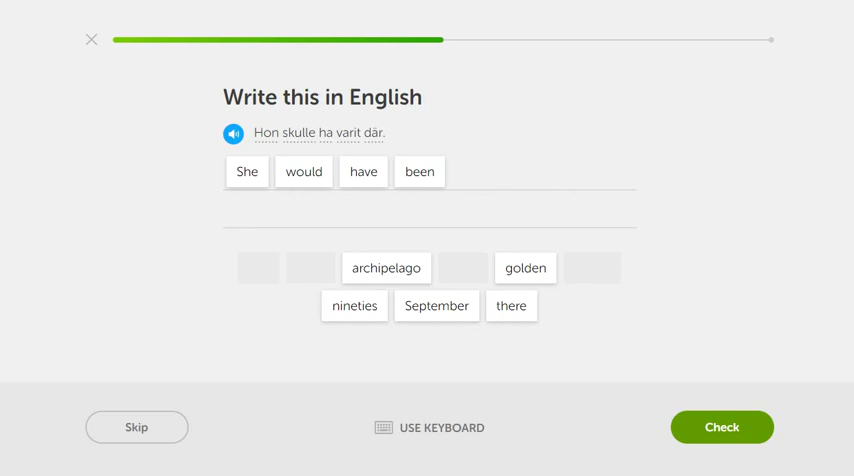 Write this in English
Hon skulle ha varit där.
She would have been
archipelago golden
nineties September there
Skip USE KEYBOARD Check